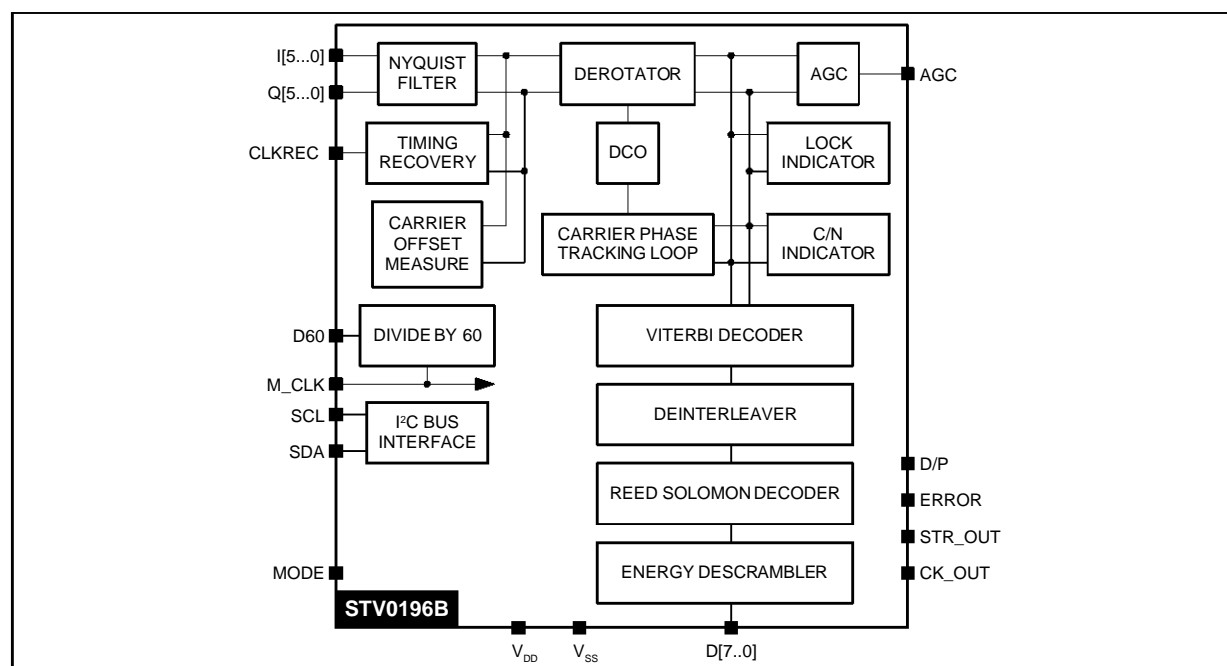 I[5...0]
NYQUIST
FILTER
DEROTATOR
AGC
AGC
Q[5...0]
CLKREC
TIMING
RECOVERY
DCO
LOCK
INDICATOR
CARRIER
OFFSET
MEASURE
CARRIER PHASE
TRACKING LOOP
C/N
INDICATOR
D60
DIVIDE BY 60
VITERBI DECODER
M_CLK
SCL
I²C BUS
INTERFACE
DEINTERLEAVER
SDA
D/P
REED SOLOMON DECODER
ERROR
STR_OUT
MODE
ENERGY DESCRAMBLER
CK_OUT
STV0196B
VDD
VSS
D[7..0]